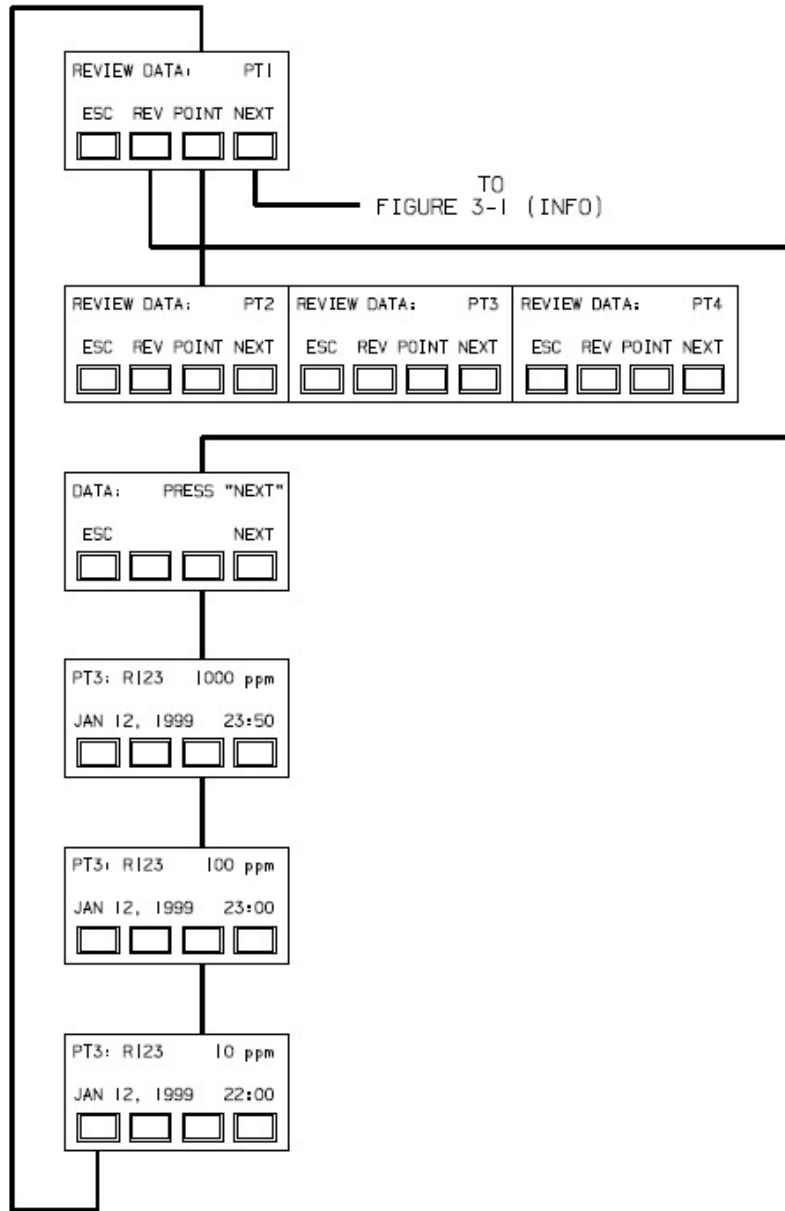 REVIEW DATA: PT1
ESC REV POINT NEXT
TO
FIGURE 3-1 (INFO)
REVIEW DATA: PT2
ESC REV POINT NEXT
REVIEW DATA: PT3
ESC REV POINT NEXT
REVIEW DATA: PT4
ESC REV POINT NEXT
DATA: PRESS "NEXT"
ESC NEXT
PT3: R123 1000 ppm
JAN 12, 1999 23:50
PT3: R123 100 ppm
JAN 12, 1999 23:00
PT3: R123 10 ppm
JAN 12, 1999 22:00